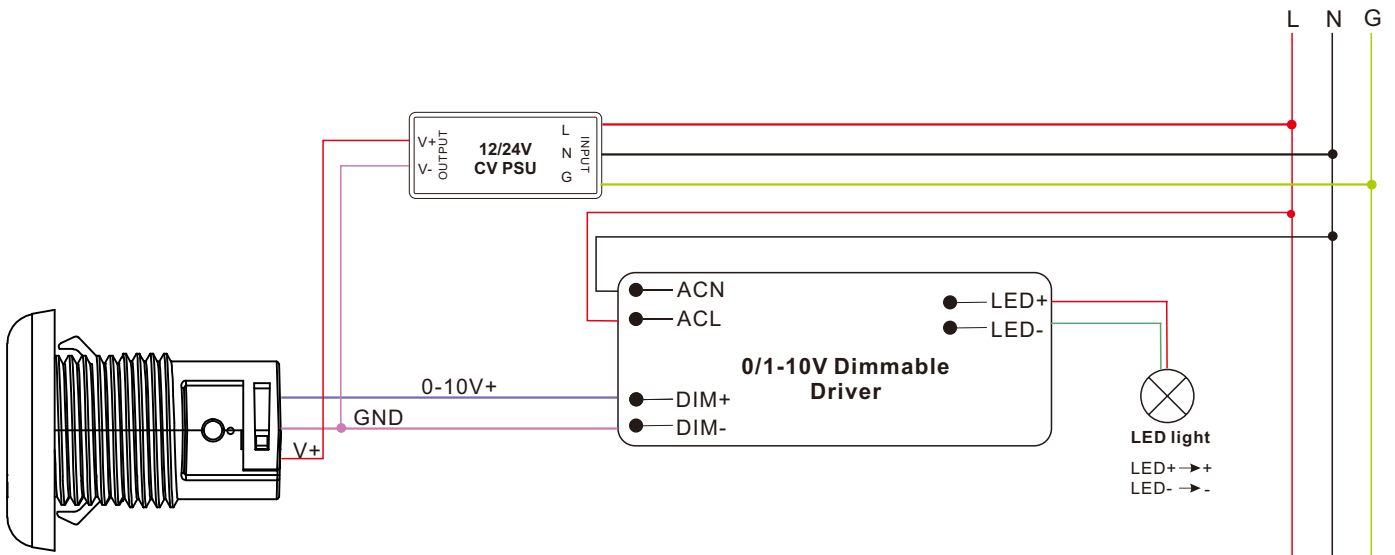 L N G
V+
V-
OUTPUT
12/24V
CV PSU
L
N
G
INPUT
ACN
ACL
LED+
LED-
0/1-10V Dimmable
Driver
0-10V+
DIM+
GND
DIM-
V+
LED light
LED+ → +
LED- → -